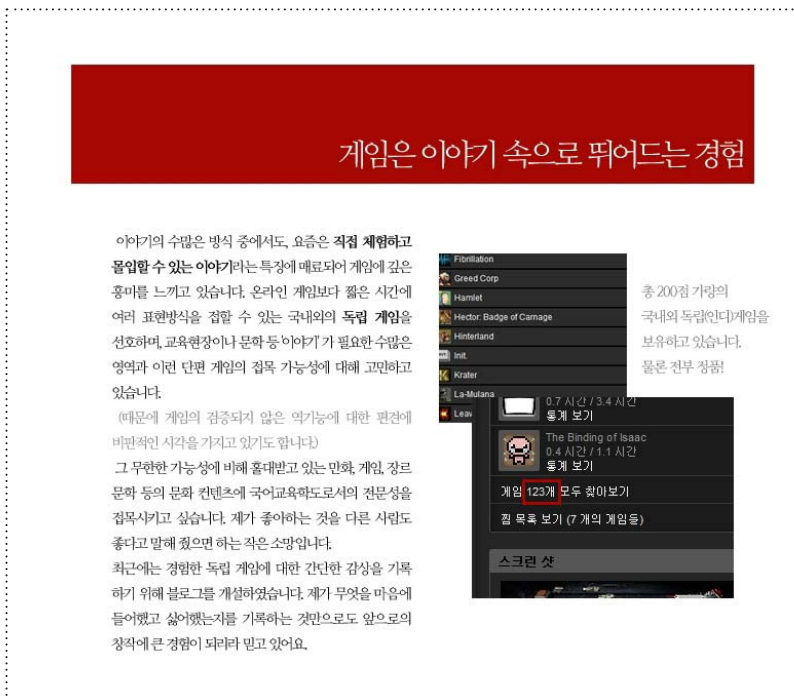 게임은 이야기 속으로 뛰어드는 경험
이야기의 수많은 방식 중에서도, 요즘은 직접 체험하고
몰입할 수 있는 이야기라는 특징에 매료되어 게임에 깊은
흥미를 느끼고 있습니다. 온라인 게임보다 짧은 시간에
여러 표현방식을 접할 수 있는 국내외의 독립 게임을
선호하며, 교육현장이나 문학 등 '이야기' 가 필요한 수많은
영역과 이런 단편 게임의 접목 가능성에 대해 고민하고
있습니다.
(때문에 게임의 검증되지 않은 역기능에 대한 편견에
비판적인 시각을 가지고 있기도 합니다.)
그 무한한 가능성에 비해 홀대받고 있는 만화, 게임, 장르
문학 등의 문화 컨텐츠에 국어교육학도로서의 전문성을
접목시키고 싶습니다. 제가 좋아하는 것을 다른 사람도
좋다고 말해 줬으면 하는 작은 소망입니다.
최근에는 경험한 독립 게임에 대한 간단한 감상을 기록
하기 위해 블로그를 개설하였습니다. 제가 무엇을 마음에
들어했고 싫어했는지를 기록하는 것만으로도 앞으로의
창작에 큰 경험이 되리라 믿고 있어요.
Fibrillation
Greed Corp
Hamlet
Hector: Badge of Carnage
Hinterland
Init.
Krater
La-Mulana
Leav
총 200점 가량의
국내외 독립(인디)게임을
보유하고 있습니다.
물론 전부 정품!
0.7 시간 / 3.4 시간
통계 보기
The Binding of Isaac
0.4 시간 / 1.1 시간
통계 보기
게임 123개 모두 찾아보기
찜 목록 보기 (7 개의 게임들)
스크린 샷